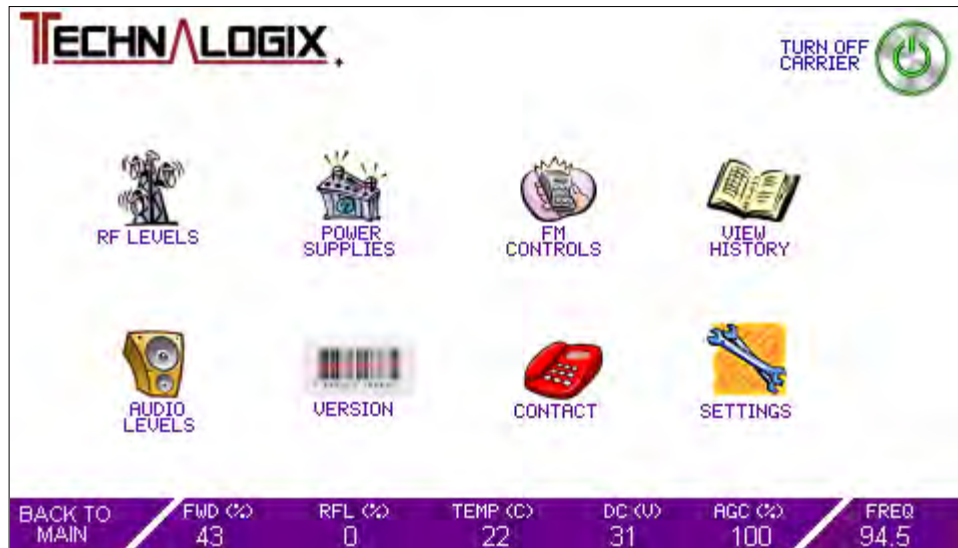 TECHNALOGIX
TURN OFF
CARRIER
RF LEVELS
POWER
SUPPLIES
FM
CONTROLS
VIEW
HISTORY
AUDIO
LEVELS
VERSION
CONTACT
SETTINGS
BACK TO
MAIN
FWD (%)
43
RFL (%)
0
TEMP (C)
22
DC (V)
31
AGC (%)
100
FREQ
94.5